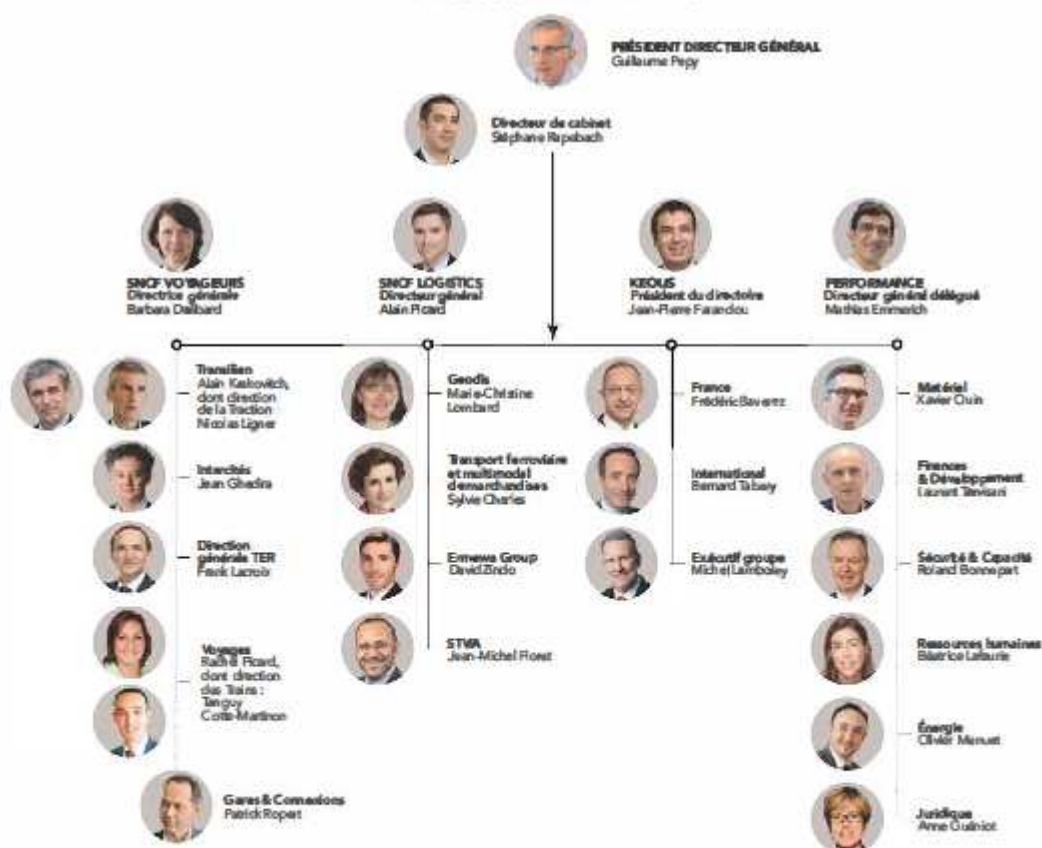 PRÉSIDENT DIRECTEUR GÉNÉRAL
Guillaume Pepy
Directeur de cabinet
Stéphane Rapebach
SNCF VOYAGEURS
Directrice générale
Barbara Dalibard
SNCF LOGISTICS
Directeur général
Alain Picard
KEOLIS
Président du directoire
Jean-Pierre Farandou
PERFORMANCE
Directeur général délégué
Mathias Emmerich
Transilien
Alain Krakovitch,
dont direction
de la Traction
Nicolas Ligner
Intercités
Jean Ghedira
Direction
générale TER
Frank Lacroix
Voyages
Rachel Picard,
dont direction
des Trains :
Tanguy
Cotte-Martinon
Gares & Connexions
Patrick Ropert
Geodis
Marie-Christine
Lombard
Transport ferroviaire
et multimodal
de marchandises
Sylvie Charles
Ermewa Group
David Zindo
STVA
Jean-Michel Floret
France
Frédéric Baverez
International
Bernard Tabary
Exécutif groupe
Michel Lamboley
Matériel
Xavier Ouin
Finances
& Développement
Laurent Trevisani
Sécurité & Capacité
Roland Bonnepart
Ressources humaines
Béatrice Lafaurie
Énergie
Olivier Menuet
Juridique
Anne Guéniot